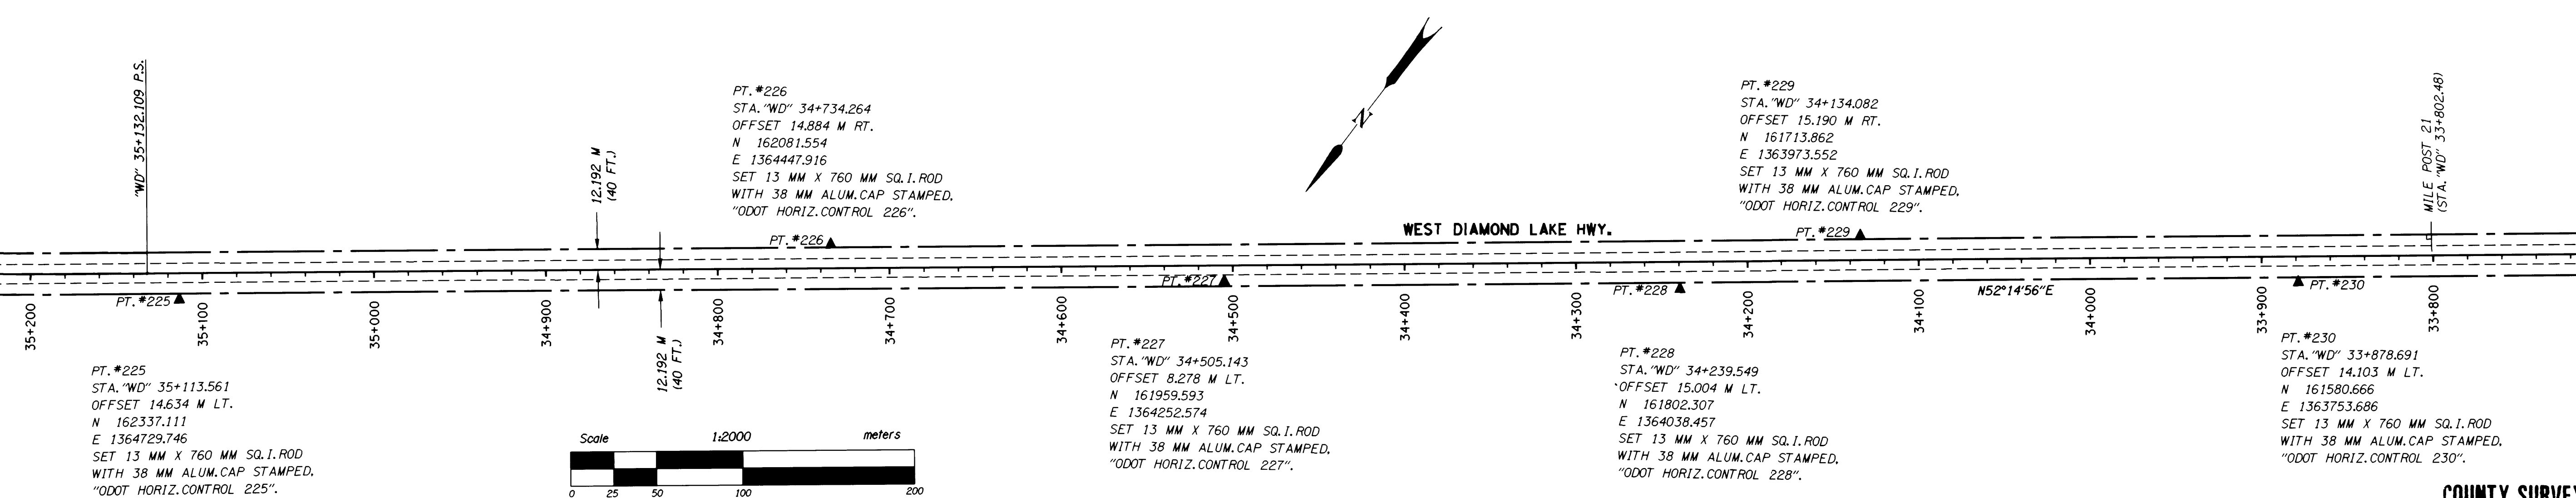 "WD" 35+132.109 P.S.
PT. #225
PT. #225
STA. "WD" 35+113.561
OFFSET 14.634 M LT.
N 162337.111
E 1364729.746
SET 13 MM X 760 MM SQ.I.ROD
WITH 38 MM ALUM.CAP STAMPED,
"ODOT HORIZ.CONTROL 225".
12.192 M
(40 FT.)
12.192 M
(40 FT.)
PT. #226
STA. "WD" 34+734.264
OFFSET 14.884 M RT.
N 162081.554
E 1364447.916
SET 13 MM X 760 MM SQ.I.ROD
WITH 38 MM ALUM.CAP STAMPED,
"ODOT HORIZ.CONTROL 226".
PT. #226
N
WEST DIAMOND LAKE HWY.
PT. #227
PT. #227
STA. "WD" 34+505.143
OFFSET 8.278 M LT.
N 161959.593
E 1364252.574
SET 13 MM X 760 MM SQ.I.ROD
WITH 38 MM ALUM.CAP STAMPED,
"ODOT HORIZ.CONTROL 227".
PT. #228
PT. #228
STA. "WD" 34+239.549
OFFSET 15.004 M LT.
N 161802.307
E 1364038.457
SET 13 MM X 760 MM SQ.I.ROD
WITH 38 MM ALUM.CAP STAMPED,
"ODOT HORIZ.CONTROL 228".
PT. #229
STA. "WD" 34+134.082
OFFSET 15.190 M RT.
N 161713.862
E 1363973.552
SET 13 MM X 760 MM SQ.I.ROD
WITH 38 MM ALUM.CAP STAMPED,
"ODOT HORIZ.CONTROL 229".
PT. #229
N52°14'56"E
MILE POST 21
(STA. "WD" 33+802.48)
PT. #230
PT. #230
STA. "WD" 33+878.691
OFFSET 14.103 M LT.
N 161580.666
E 1363753.686
SET 13 MM X 760 MM SQ.I.ROD
WITH 38 MM ALUM.CAP STAMPED,
"ODOT HORIZ.CONTROL 230".
35+200
35+100
35+000
34+900
34+800
34+700
34+600
34+500
34+400
34+300
34+200
34+100
34+000
33+900
33+800
Scale 1:2000 meters
0 25 50 100 200
COUNTY SURVEY